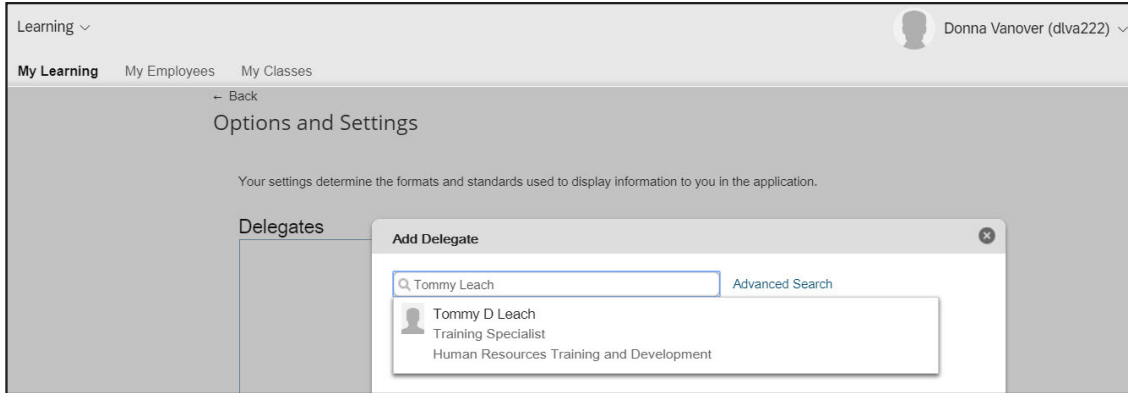 Learning
Donna Vanover (dlva222)
My Learning My Employees My Classes
← Back
Options and Settings
Your settings determine the formats and standards used to display information to you in the application.
Delegates
Add Delegate
Tommy Leach Advanced Search
Tommy D Leach
Training Specialist
Human Resources Training and Development